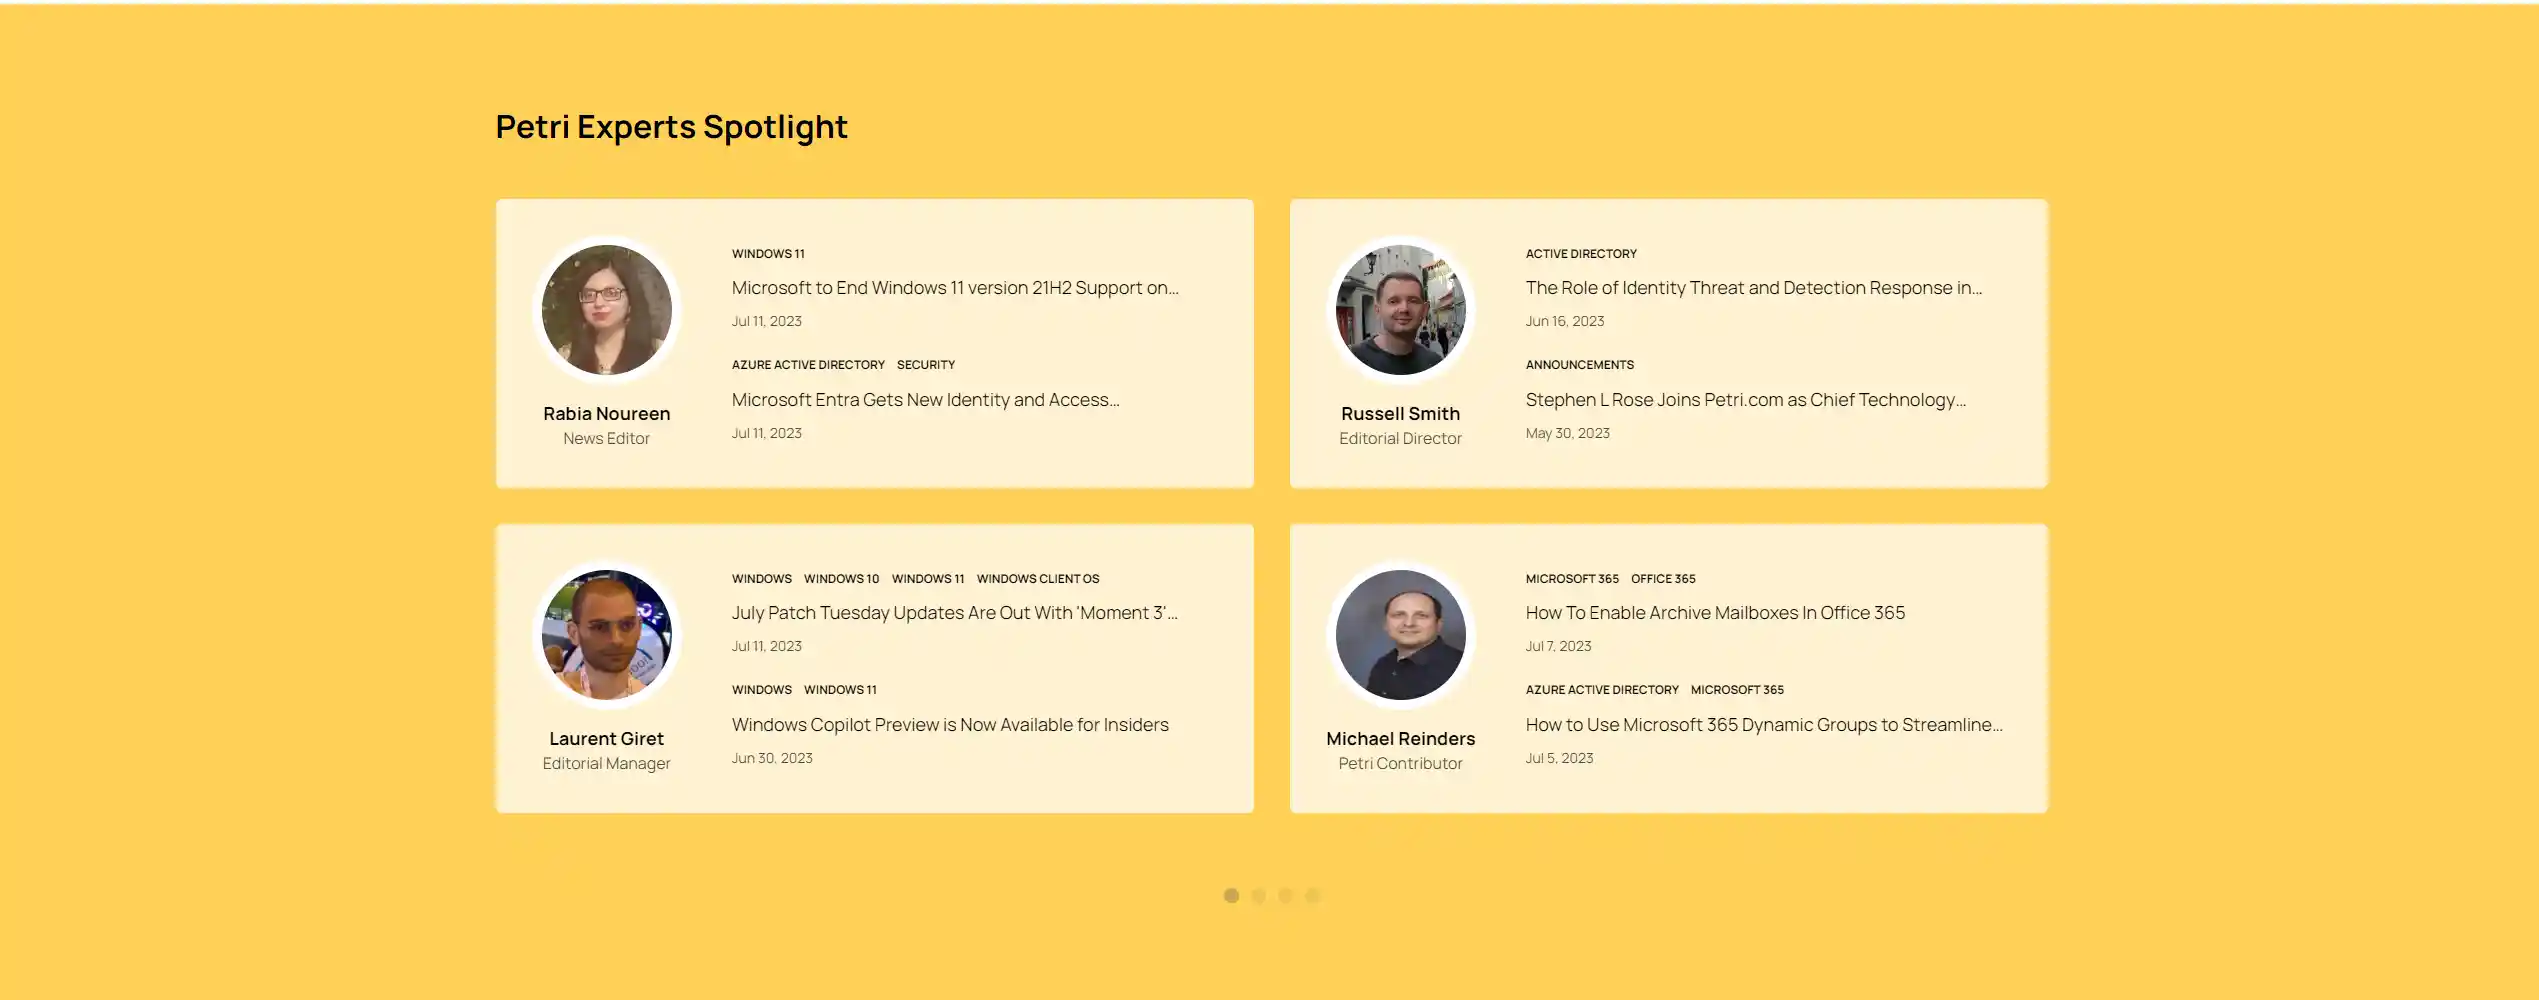 Petri Experts Spotlight
WINDOWS 11
Microsoft to End Windows 11 version 21H2 Support on...
Jul 11, 2023
AZURE ACTIVE DIRECTORY SECURITY
Microsoft Entra Gets New Identity and Access...
Jul 11, 2023
Rabia Noureen
News Editor
ACTIVE DIRECTORY
The Role of Identity Threat and Detection Response in...
Jun 16, 2023
ANNOUNCEMENTS
Stephen L Rose Joins Petri.com as Chief Technology...
May 30, 2023
Russell Smith
Editorial Director
WINDOWS WINDOWS 10 WINDOWS 11 WINDOWS CLIENT OS
July Patch Tuesday Updates Are Out With 'Moment 3'...
Jul 11, 2023
WINDOWS WINDOWS 11
Windows Copilot Preview is Now Available for Insiders
Jun 30, 2023
Laurent Giret
Editorial Manager
MICROSOFT 365 OFFICE 365
How To Enable Archive Mailboxes In Office 365
Jul 7, 2023
AZURE ACTIVE DIRECTORY MICROSOFT 365
How to Use Microsoft 365 Dynamic Groups to Streamline...
Jul 5, 2023
Michael Reinders
Petri Contributor